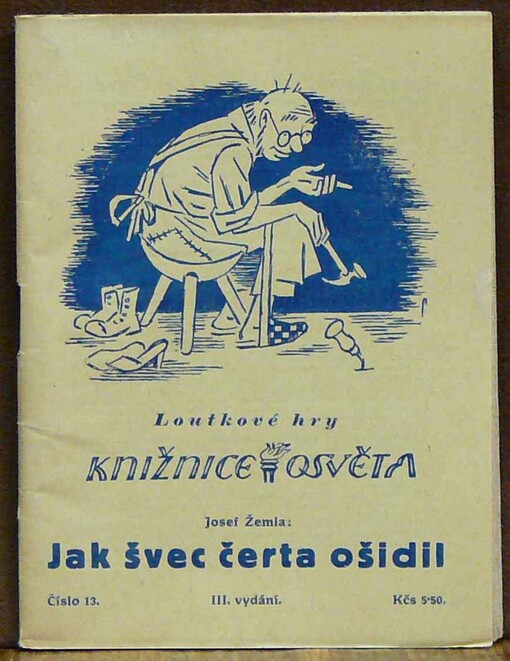 Loutkové hry
KNIŽNICE OSVĚTA
Josef Žemla:
Jak švec čerta ošidil
Číslo 13.
III. vydání.
Kčs 5·50.